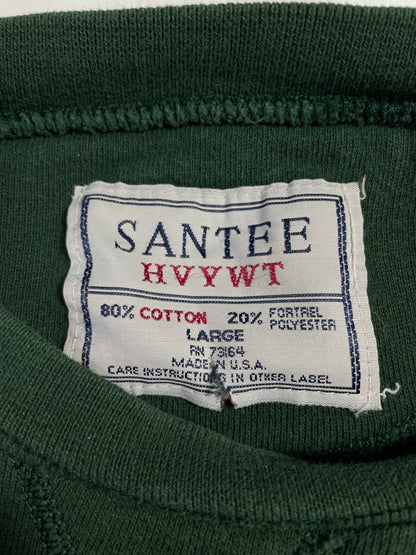 SANTEE
HVYWT
80% COTTON 20% FORTREL POLYESTER
LARGE
RN 73164
MADE IN U.S.A.
CARE INSTRUCTIONS IN OTHER LABEL